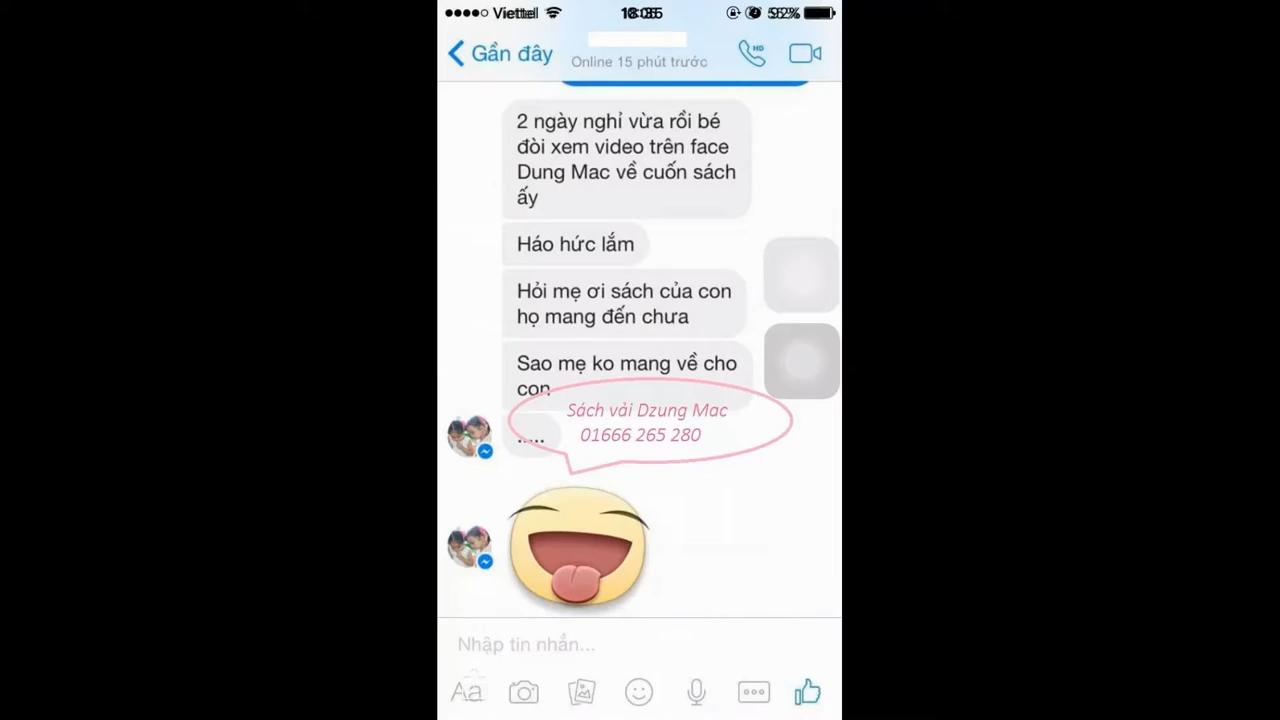 Viettel
Gần đây
Online 15 phút trước
HD
2 ngày nghỉ vừa rồi bé
đòi xem video trên face
Dung Mac về cuốn sách
ấy
Háo hức lắm
Hỏi mẹ ơi sách của con
họ mang đến chưa
Sao mẹ ko mang về cho
con
Sách vải Dzung Mac
01666 265 280
.....
Nhập tin nhắn...
Aa